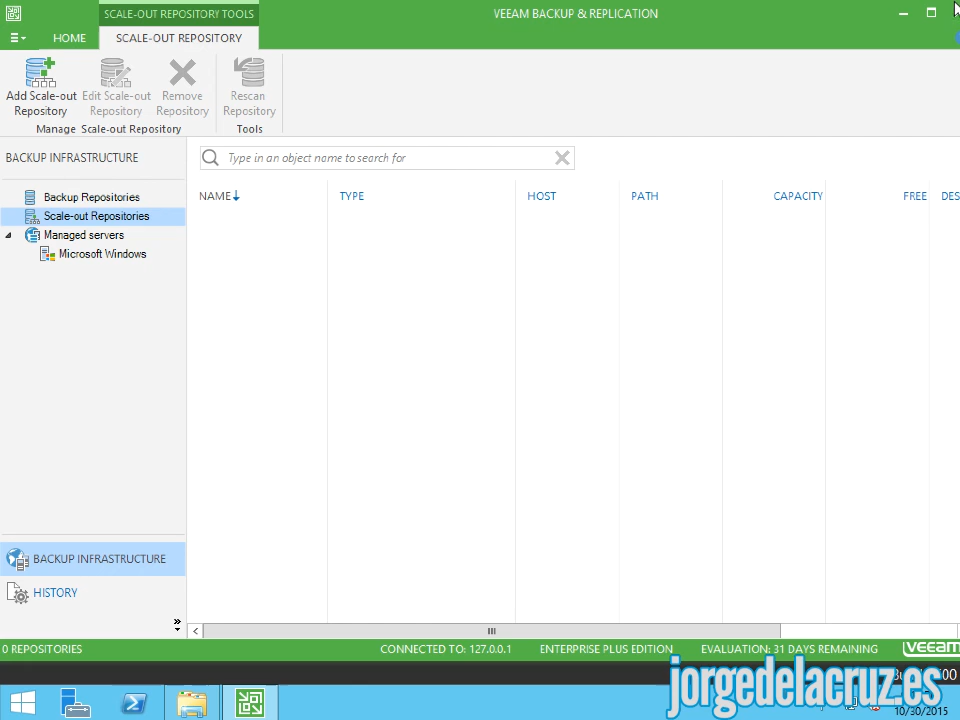 SCALE-OUT REPOSITORY TOOLS
VEEAM BACKUP & REPLICATION
HOME
SCALE-OUT REPOSITORY
Add Scale-out Repository
Edit Scale-out Repository
Remove Repository
Rescan Repository
Manage Scale-out Repository
Tools
BACKUP INFRASTRUCTURE
Type in an object name to search for
Backup Repositories
Scale-out Repositories
Managed servers
Microsoft Windows
NAME TYPE HOST PATH CAPACITY FREE DES
BACKUP INFRASTRUCTURE
HISTORY
0 REPOSITORIES
CONNECTED TO: 127.0.0.1
ENTERPRISE PLUS EDITION
EVALUATION: 31 DAYS REMAINING
veeam
jorgedelacruz.es
10/30/2015